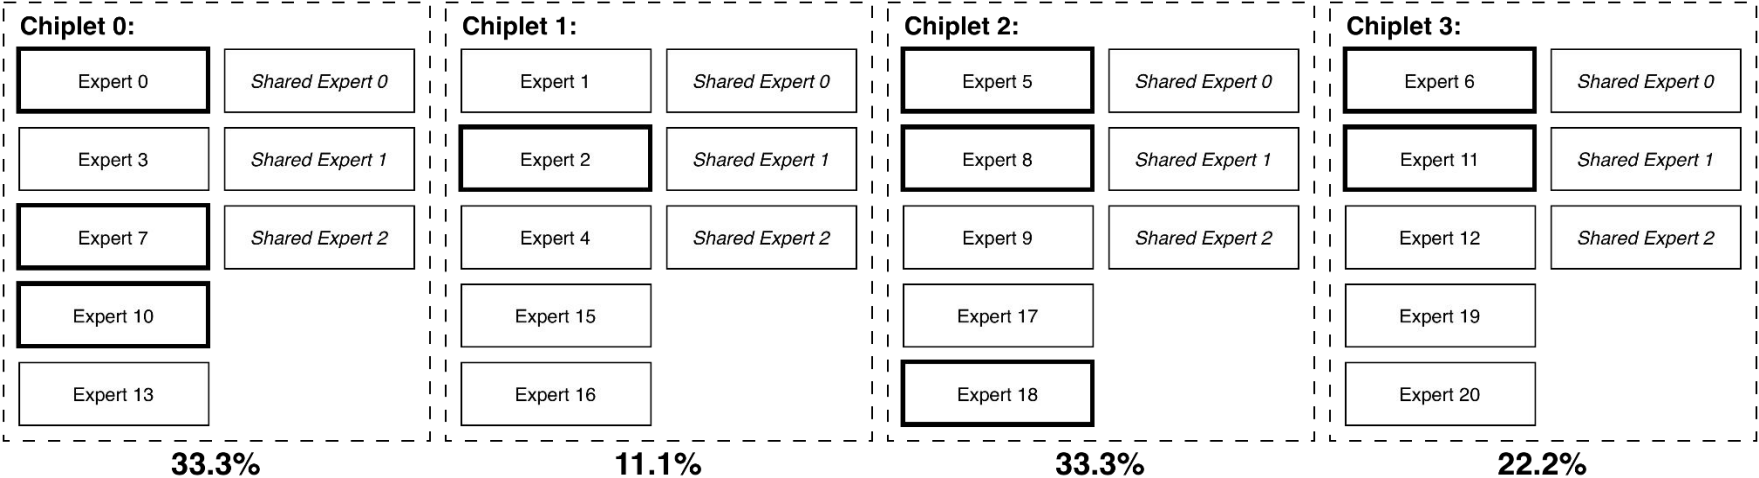 Chiplet 0:
Expert 0
Shared Expert 0
Expert 3
Shared Expert 1
Expert 7
Shared Expert 2
Expert 10
Expert 13
33.3%
Chiplet 1:
Expert 1
Shared Expert 0
Expert 2
Shared Expert 1
Expert 4
Shared Expert 2
Expert 15
Expert 16
11.1%
Chiplet 2:
Expert 5
Shared Expert 0
Expert 8
Shared Expert 1
Expert 9
Shared Expert 2
Expert 17
Expert 18
33.3%
Chiplet 3:
Expert 6
Shared Expert 0
Expert 11
Shared Expert 1
Expert 12
Shared Expert 2
Expert 19
Expert 20
22.2%